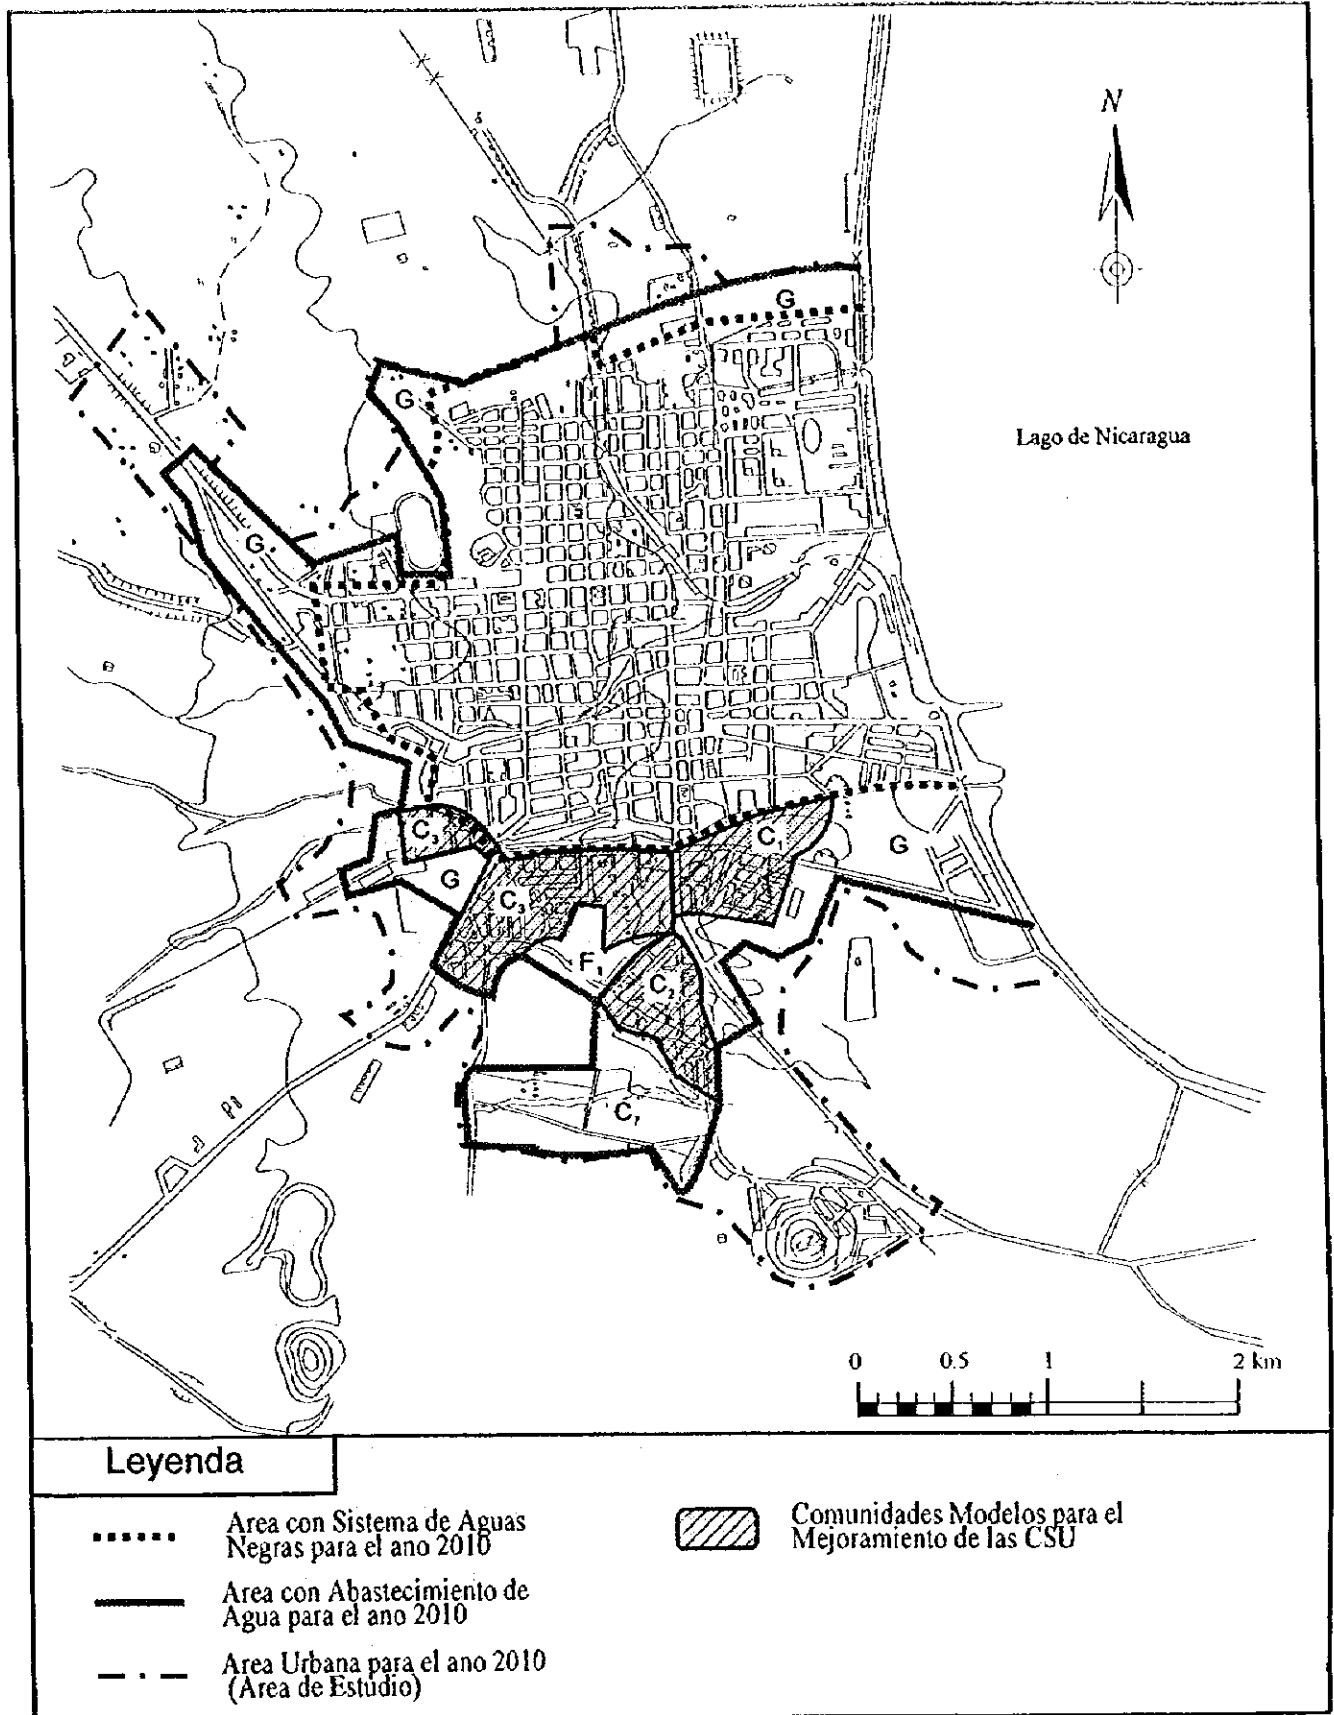 N
G
Lago de Nicaragua
G
G
C₃
C₁
G
G
C₃
F₁
C₂
C₇
0 0.5 1 2 km
Leyenda
Area con Sistema de Aguas
Negras para el ano 2010
Area con Abastecimiento de
Agua para el ano 2010
Area Urbana para el ano 2010
(Area de Estudio)
Comunidades Modelos para el
Mejoramiento de las CSU